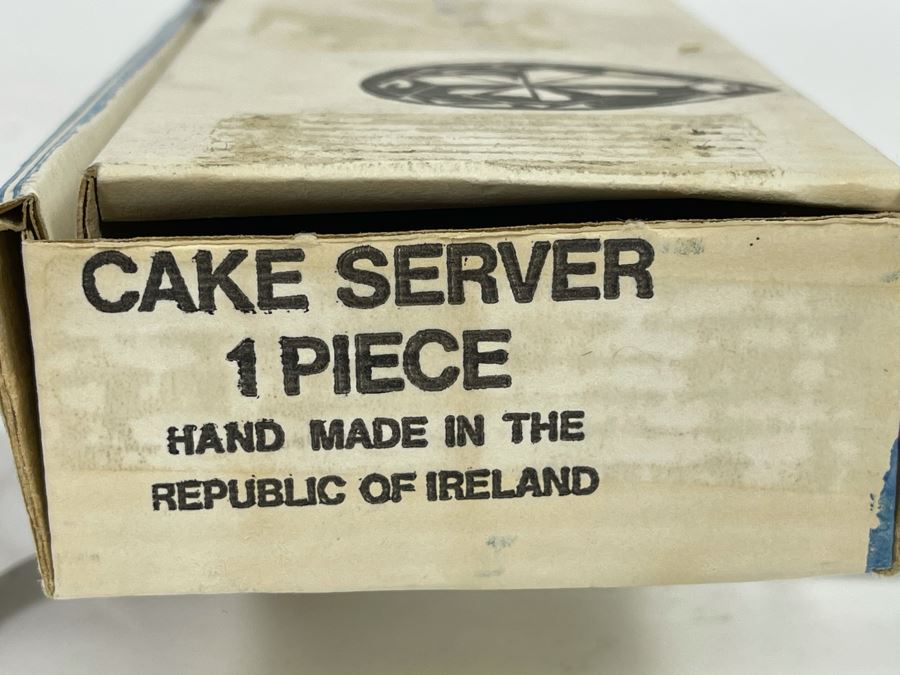 CAKE SERVER
1 PIECE
HAND MADE IN THE
REPUBLIC OF IRELAND